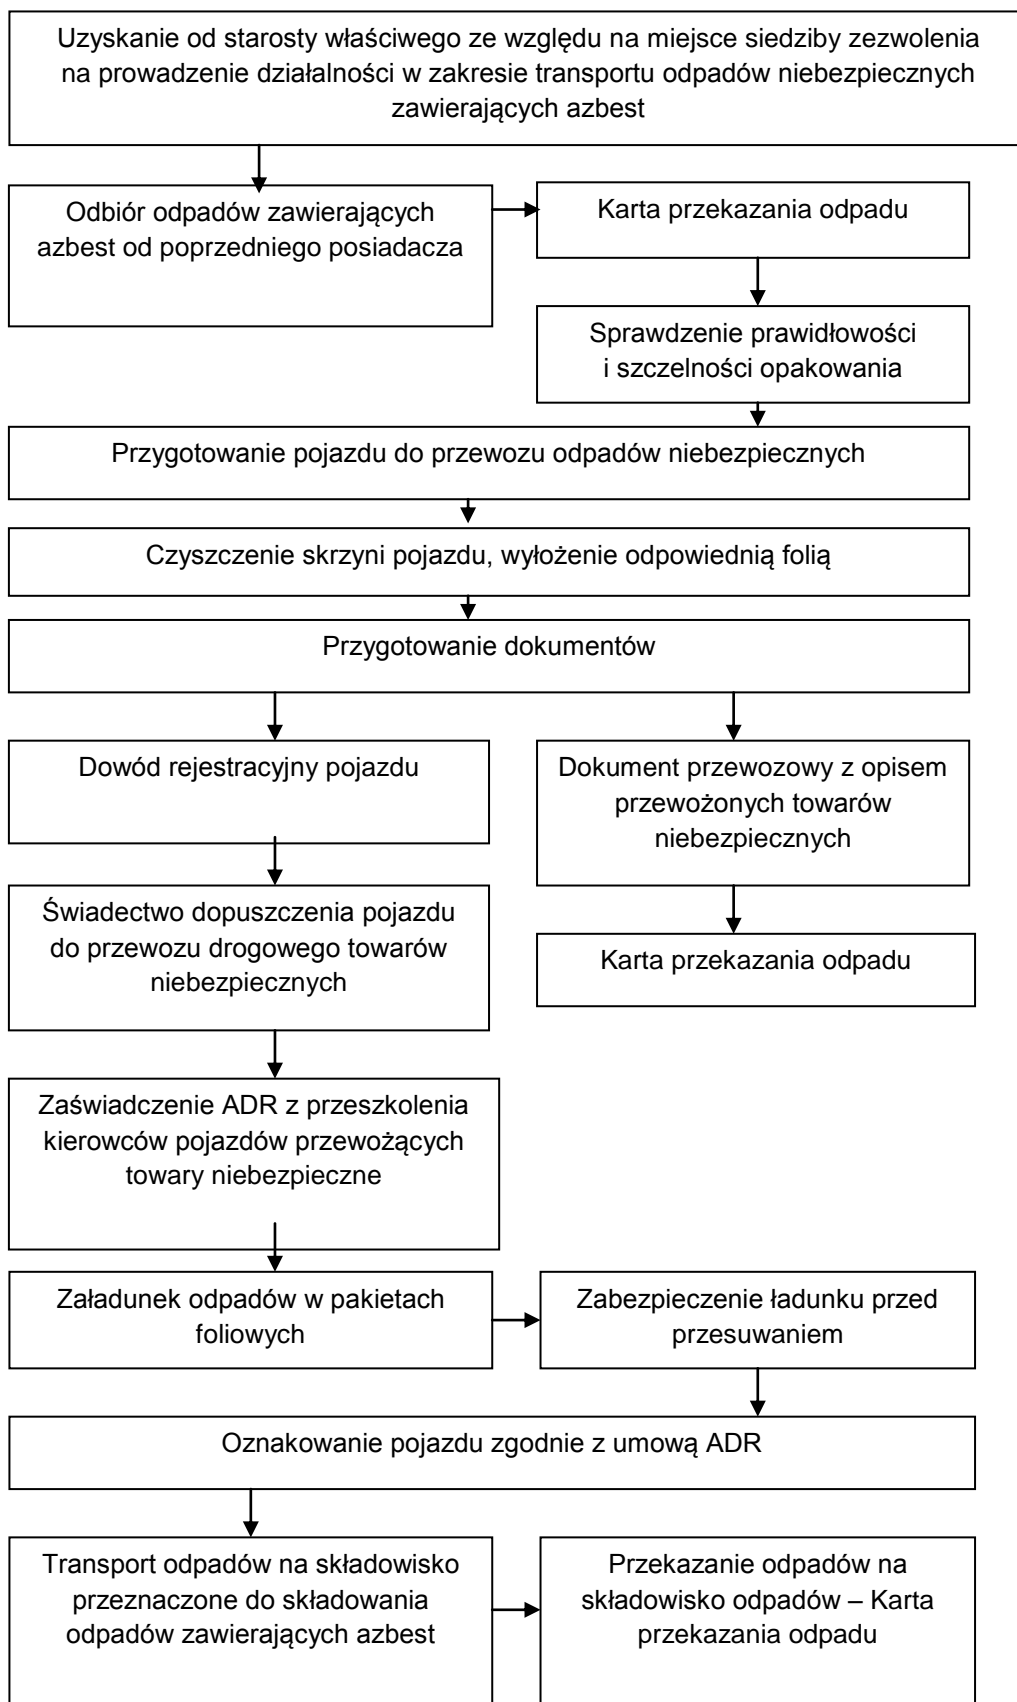 Uzyskanie od starosty właściwego ze względu na miejsce siedziby zezwolenia
na prowadzenie działalności w zakresie transportu odpadów niebezpiecznych
zawierających azbest
Odbiór odpadów zawierających
azbest od poprzedniego posiadacza
Karta przekazania odpadu
Sprawdzenie prawidłowości
i szczelności opakowania
Przygotowanie pojazdu do przewozu odpadów niebezpiecznych
Czyszczenie skrzyni pojazdu, wyłożenie odpowiednią folią
Przygotowanie dokumentów
Dowód rejestracyjny pojazdu
Dokument przewozowy z opisem
przewożonych towarów
niebezpiecznych
Świadectwo dopuszczenia pojazdu
do przewozu drogowego towarów
niebezpiecznych
Karta przekazania odpadu
Zaświadczenie ADR z przeszkolenia
kierowców pojazdów przewożących
towary niebezpieczne
Załadunek odpadów w pakietach
foliowych
Zabezpieczenie ładunku przed
przesuwaniem
Oznakowanie pojazdu zgodnie z umową ADR
Transport odpadów na składowisko
przeznaczone do składowania
odpadów zawierających azbest
Przekazanie odpadów na
składowisko odpadów – Karta
przekazania odpadu